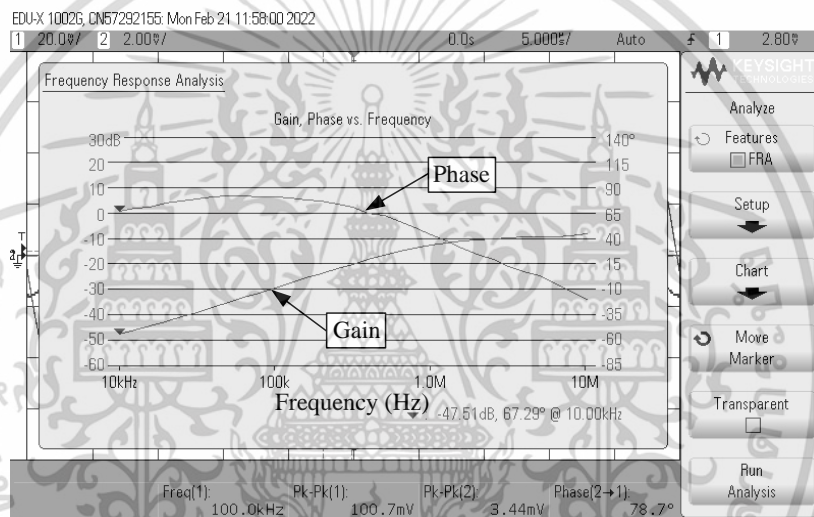 EDU-X 1002G, CN57292155: Mon Feb 21 11:58:00 2022
1 20.0V/ 2 2.00V/ 0.0s 5.000s/ Auto 1 2.80V
KEYSIGHT
TECHNOLOGIES
Frequency Response Analysis
Gain, Phase vs. Frequency
30dB 140°
20 115
10 90
0 65
-10 40
-20 15
-30 -10
-40 -35
-50 -60
-60 -85
Phase
Gain
10kHz 100k 1.0M 10M
Frequency (Hz)
-47.51dB, 67.29° @ 10.00kHz
T
2
Analyze
Features
FRA
Setup
Chart
Move
Marker
Transparent
Run
Analysis
Freq(1): Pk-Pk(1): Pk-Pk(2): Phase(2→1):
100.0kHz 100.7mV 3.44mV 78.7°